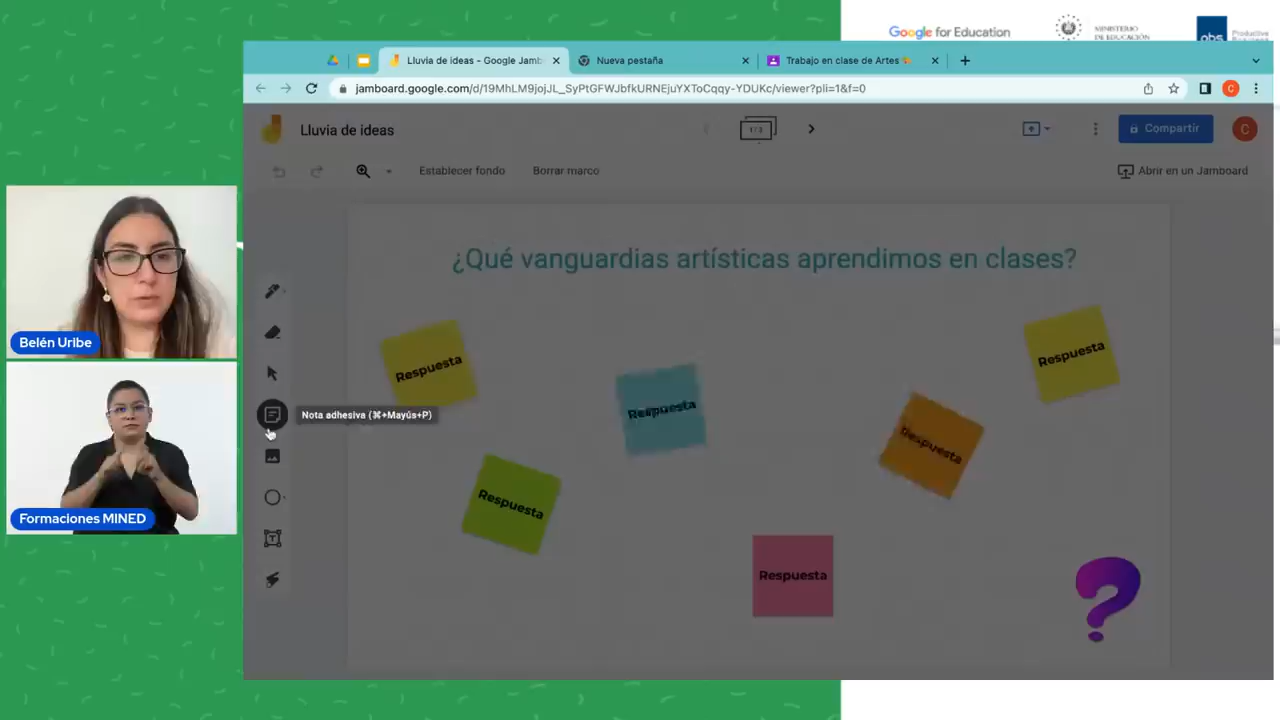 Google for Education
MINISTERIO
DE EDUCACIÓN
obs
Productive
Lluvia de ideas - Google Jamb
Nueva pestaña
Trabajo en clase de Artes
jamboard.google.com/d/19MhLM9jojJL_SyPtGFWJbfkURNEjuYXToCqqy-YDUKc/viewer?pli=1&f=0
C
Lluvia de ideas
1 / 3
Compartir
C
Establecer fondo
Borrar marco
Abrir en un Jamboard
¿Qué vanguardias artísticas aprendimos en clases?
Respuesta
Respuesta
Respuesta
Respuesta
Respuesta
Respuesta
Nota adhesiva (⌘+Mayús+P)
Belén Uribe
Formaciones MINED